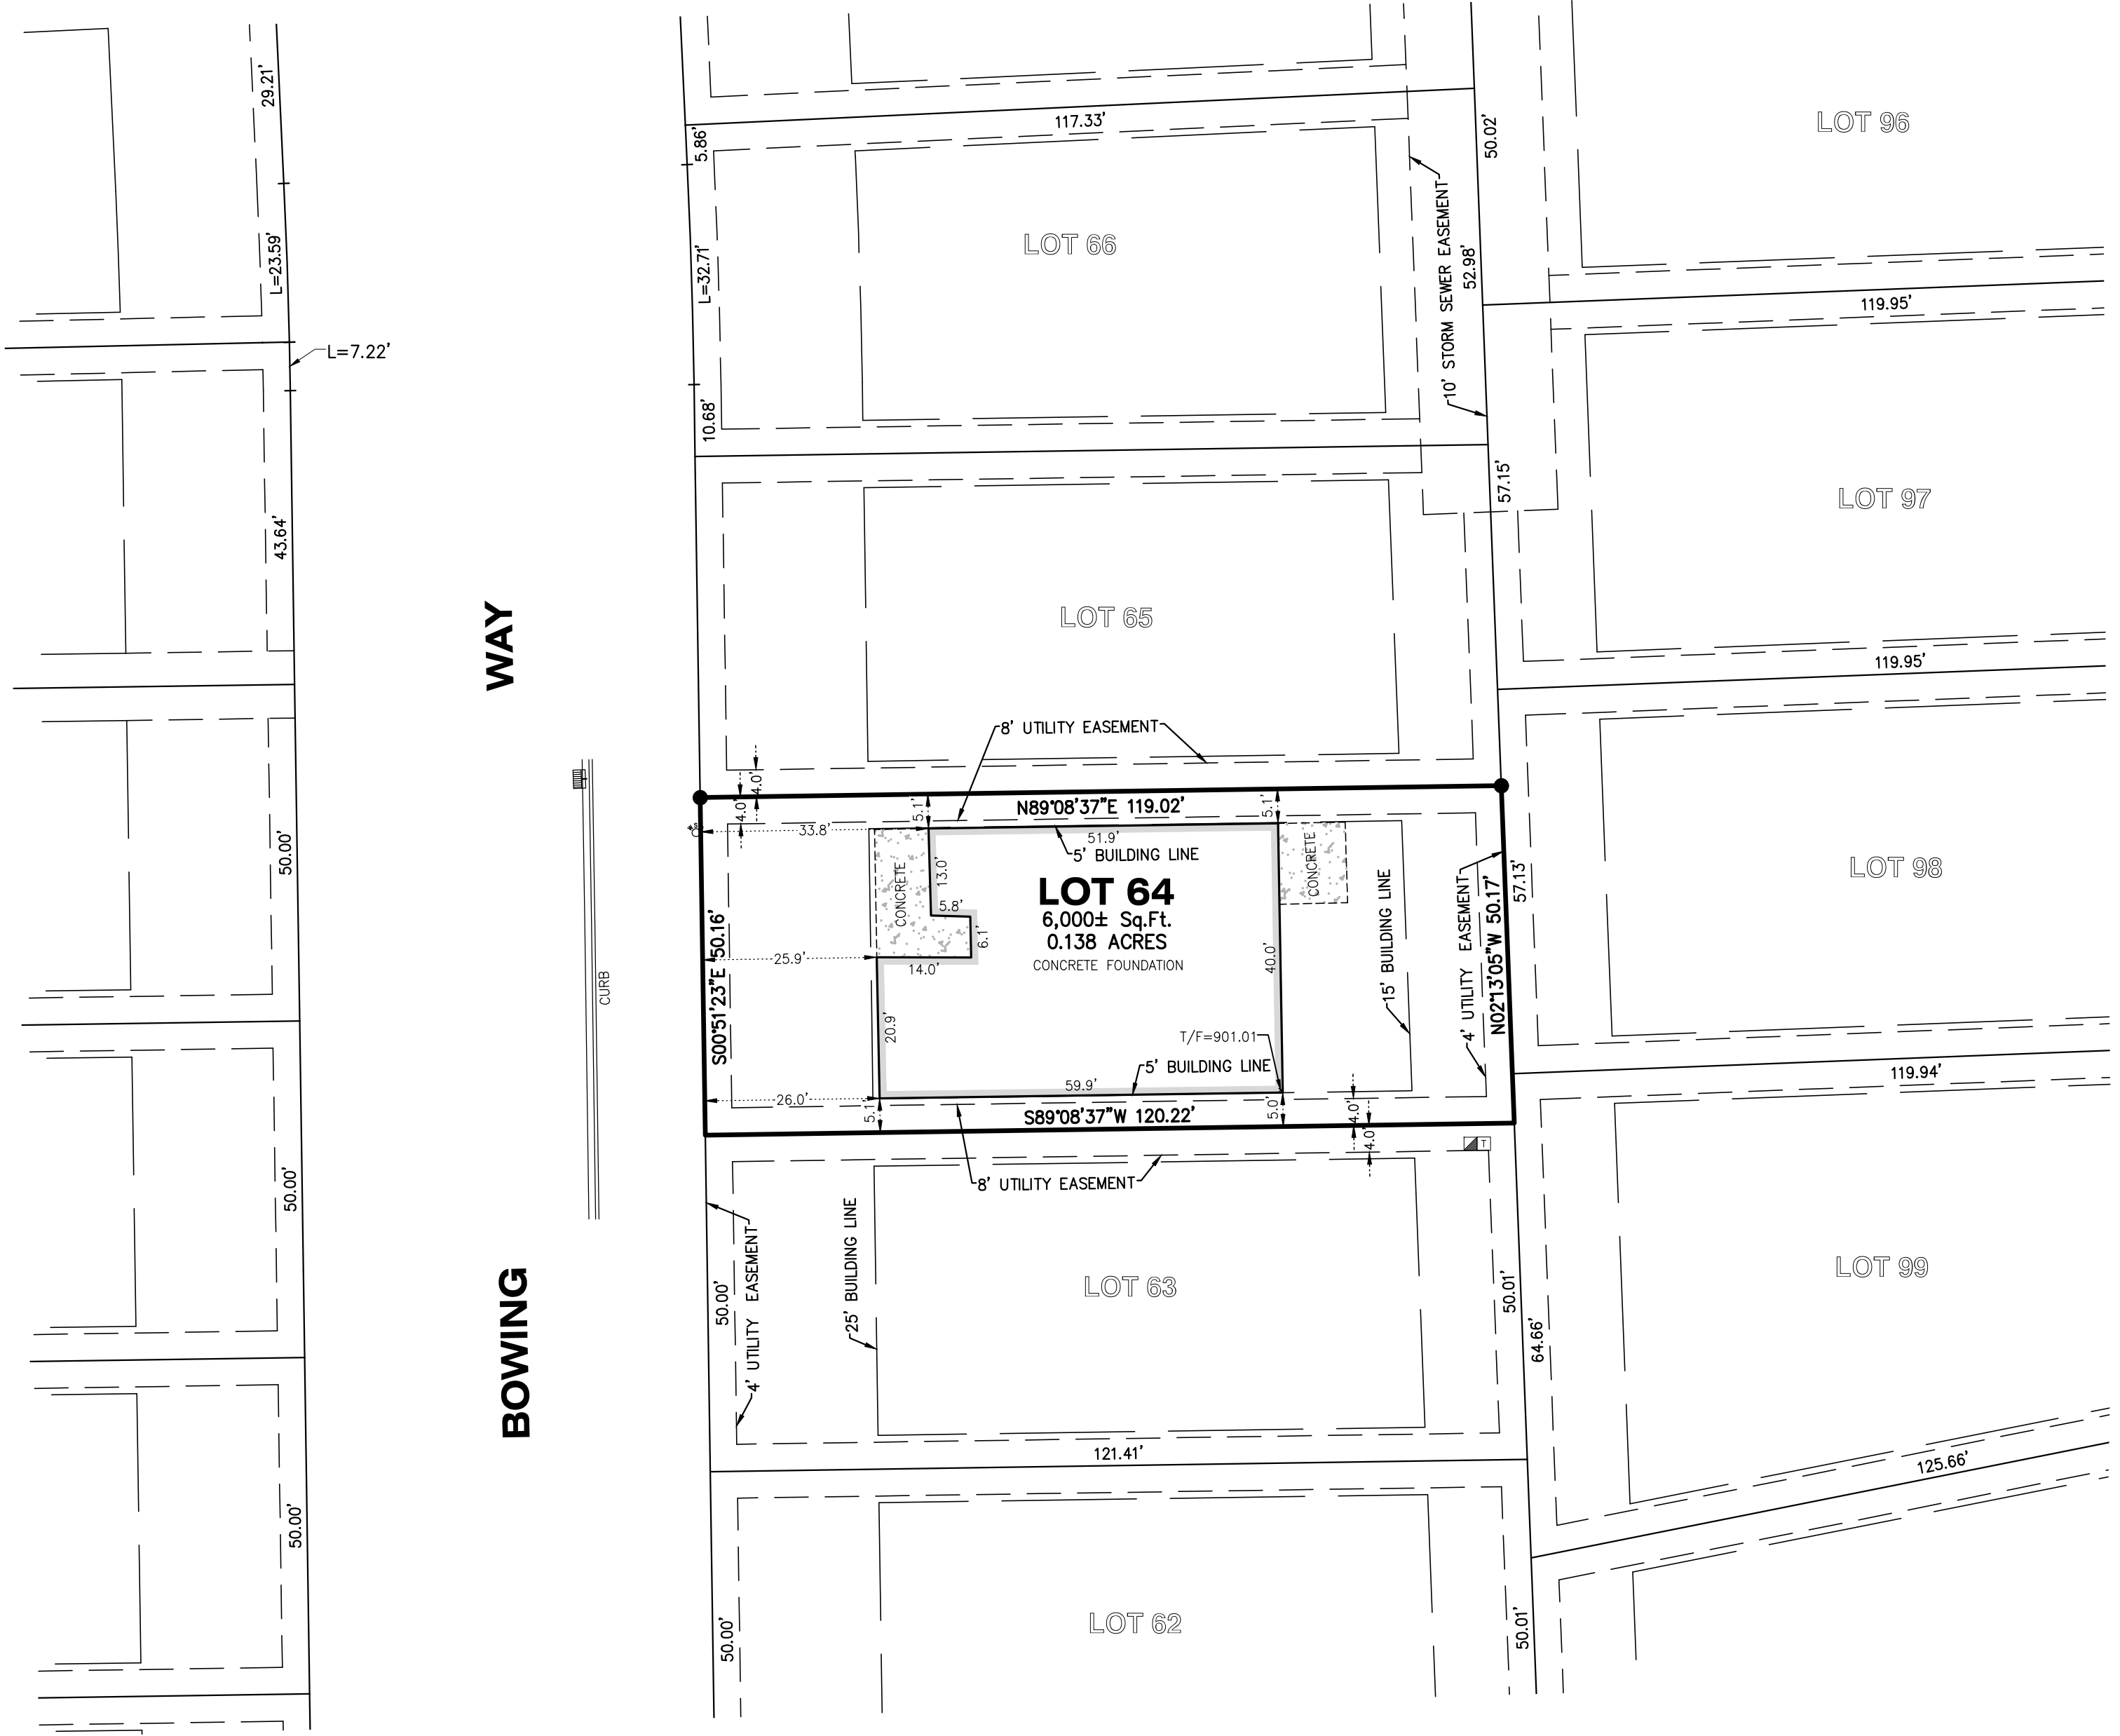 29.21'
L=23.59'
L=7.22'
43.64'
50.00'
50.00'
50.00'
WAY
BOWING
CURB
5.86'
117.33'
50.02'
LOT 96
LOT 66
L=32.71'
10' STORM SEWER EASEMENT
52.98'
119.95'
10.68'
57.15'
LOT 97
LOT 65
119.95'
8' UTILITY EASEMENT
4.0'
4.0'
5.1'
N89°08'37"E 119.02'
5.1'
33.8'
51.9'
5' BUILDING LINE
CONCRETE
13.0'
5.8'
6.1'
CONCRETE
LOT 64
6,000± Sq.Ft.
0.138 ACRES
CONCRETE FOUNDATION
25.9'
14.0'
40.0'
15' BUILDING LINE
4' UTILITY EASEMENT
N02°13'05"W 50.17'
57.13'
LOT 98
S00°51'23"E 50.16'
20.9'
T/F=901.01
5' BUILDING LINE
59.9'
26.0'
5.1'
S89°08'37"W 120.22'
5.0'
4.0'
4.0'
T
119.94'
8' UTILITY EASEMENT
50.00'
4' UTILITY EASEMENT
25' BUILDING LINE
LOT 63
50.01'
64.66'
LOT 99
121.41'
125.66'
50.00'
LOT 62
50.01'